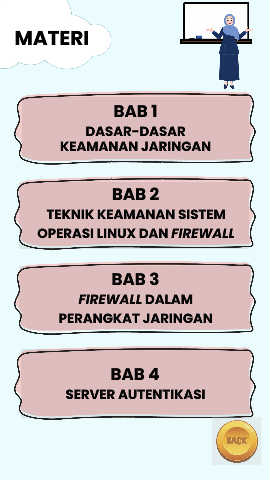 MATERI
BAB 1
DASAR-DASAR
KEAMANAN JARINGAN
BAB 2
TEKNIK KEAMANAN SISTEM
OPERASI LINUX DAN FIREWALL
BAB 3
FIREWALL DALAM
PERANGKAT JARINGAN
BAB 4
SERVER AUTENTIKASI
BACK